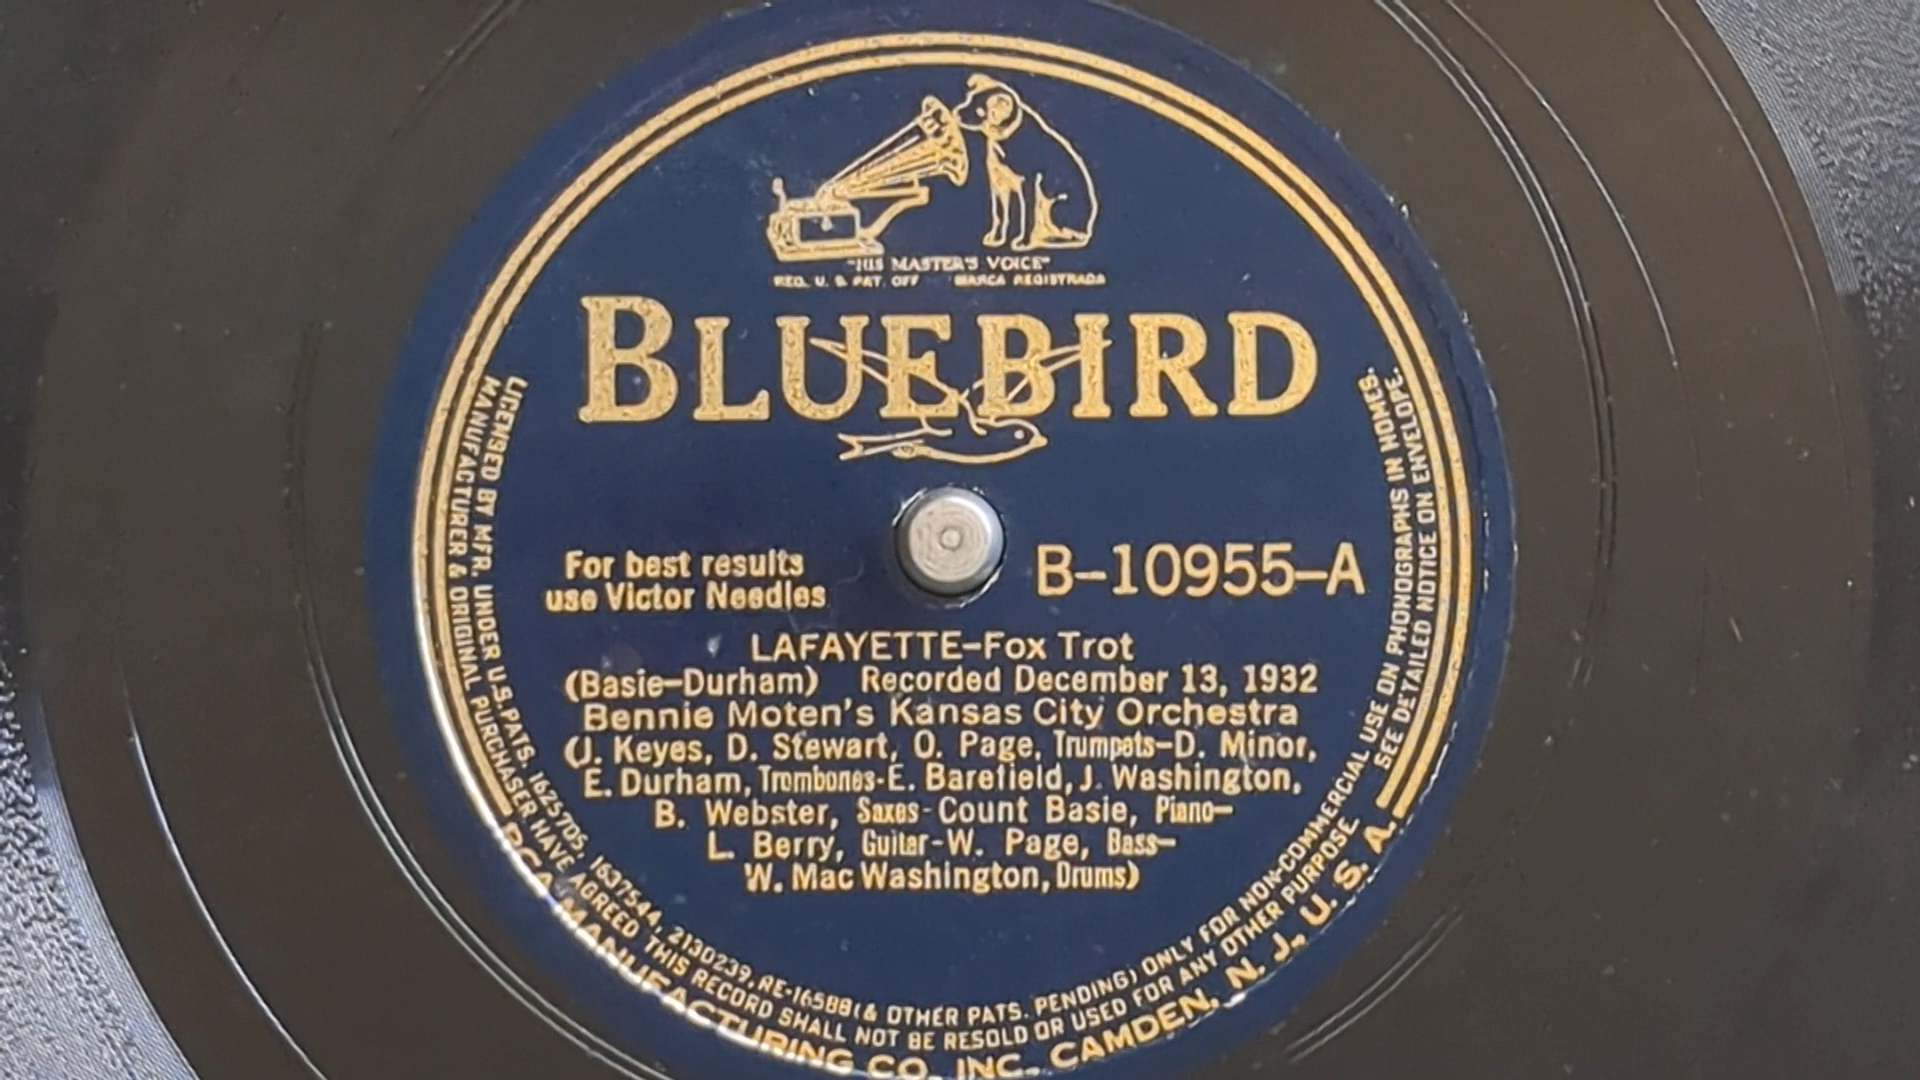 "HIS MASTER'S VOICE"
REG. U. S. PAT. OFF. MARCA REGISTRADA
BLUEBIRD
For best results
use Victor Needles
B-10955-A
LAFAYETTE-Fox Trot
(Basie-Durham) Recorded December 13, 1932
Bennie Moten's Kansas City Orchestra
(J. Keyes, D. Stewart, O. Page, Trumpets-D. Minor,
E. Durham, Trombones-E. Barefield, J. Washington,
B. Webster, Saxes-Count Basie, Piano-
L. Berry, Guitar-W. Page, Bass-
W. Mac Washington, Drums)
LICENSED BY MFR. UNDER U.S. PATS. 1625705, 1637544, 2130239, RE-16588 (& OTHER PATS. PENDING) ONLY FOR NON-COMMERCIAL USE ON PHONOGRAPHS IN HOMES.
MANUFACTURER & ORIGINAL PURCHASER HAVE AGREED THIS RECORD SHALL NOT BE RESOLD OR USED FOR ANY OTHER PURPOSE. SEE DETAILED NOTICE ON ENVELOPE.
RCA MANUFACTURING CO. INC. CAMDEN, N. J., U. S. A.